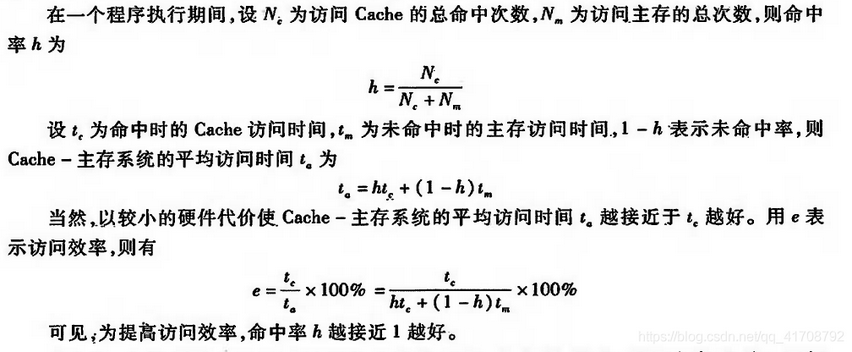 在一个程序执行期间,设 N_c 为访问 Cache 的总命中次数,N_m 为访问主存的总次数,则命中
率 h 为
h = N_c / (N_c + N_m)
设 t_c 为命中时的 Cache 访问时间,t_m 为未命中时的主存访问时间,1 - h 表示未命中率,则
Cache - 主存系统的平均访问时间 t_a 为
t_a = ht_c + (1 - h)t_m
当然,以较小的硬件代价使 Cache - 主存系统的平均访问时间 t_a 越接近于 t_c 越好。用 e 表
示访问效率,则有
e = t_c / t_a × 100% = t_c / (ht_c + (1 - h)t_m) × 100%
可见,为提高访问效率,命中率 h 越接近 1 越好。
https://blog.csdn.net/qq_41708792